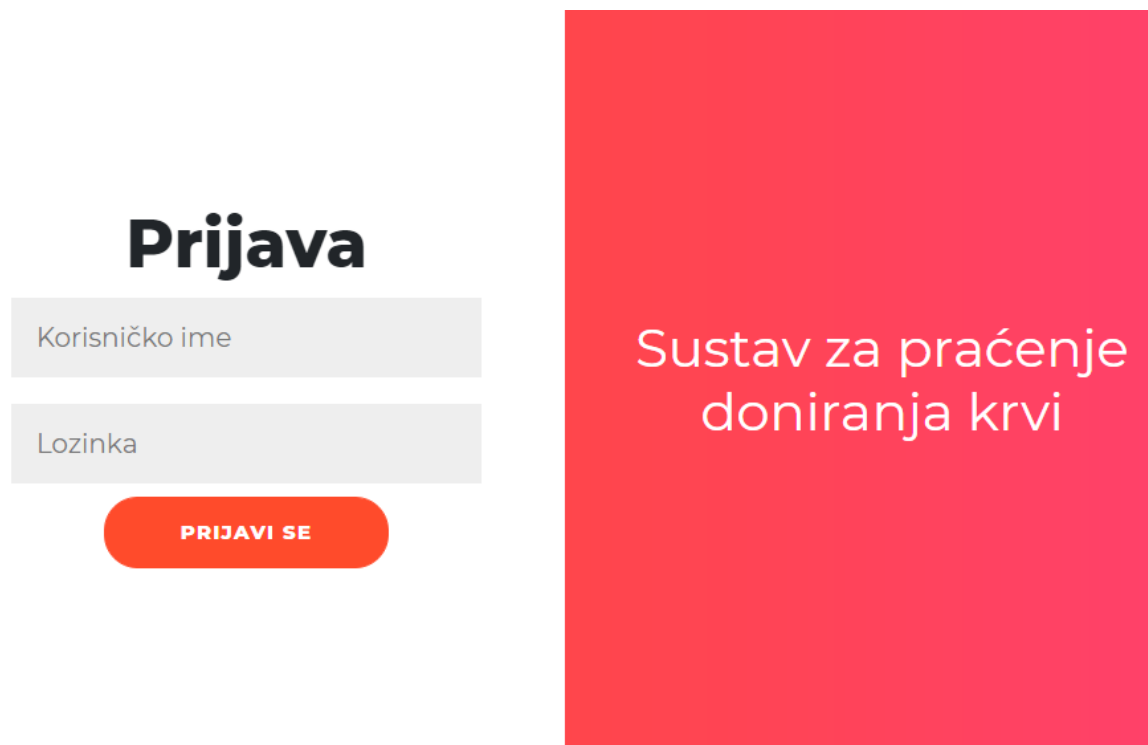 Prijava
Korisničko ime
Lozinka
PRIJAVI SE
Sustav za praćenje
doniranja krvi